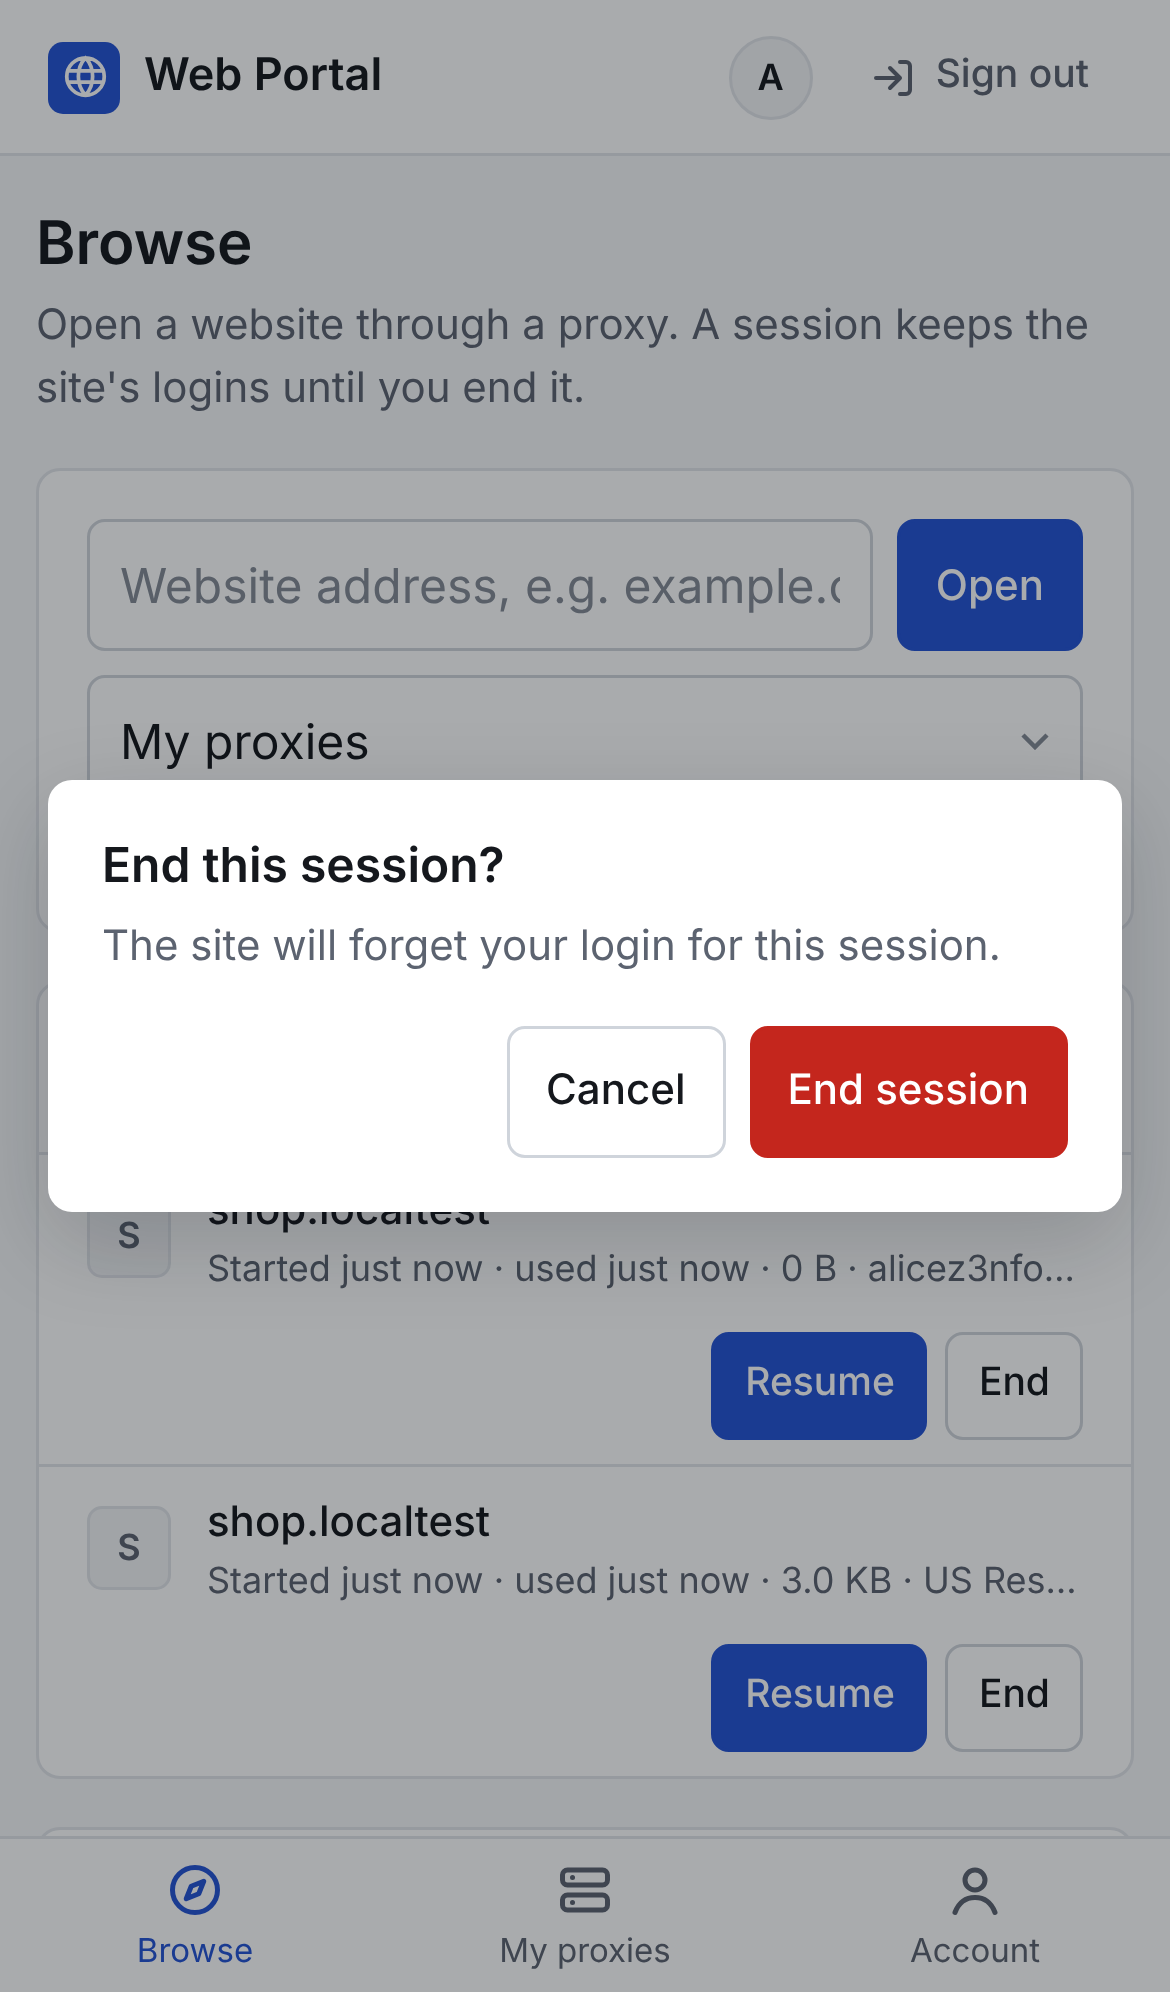 Web Portal
A
Sign out
Browse
Open a website through a proxy. A session keeps the
site's logins until you end it.
Website address, e.g. example.c
Open
My proxies
End this session?
The site will forget your login for this session.
Cancel
End session
S
shop.localtest
Started just now · used just now · 0 B · alicez3nfo...
Resume
End
S
shop.localtest
Started just now · used just now · 3.0 KB · US Res...
Resume
End
Browse
My proxies
Account